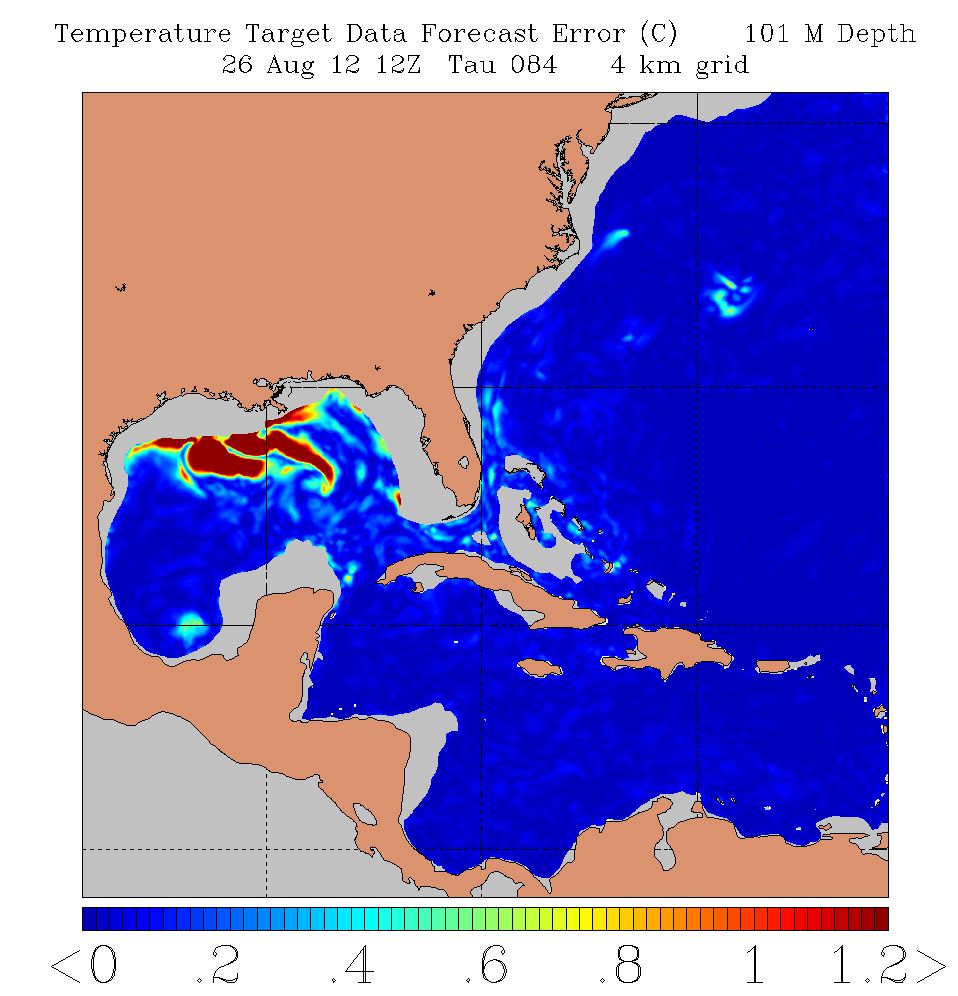 Temperature Target Data Forecast Error (C) 101 M Depth
26 Aug 12 12Z Tau 084 4 km grid
<0 .2 .4 .6 .8 1 1.2>